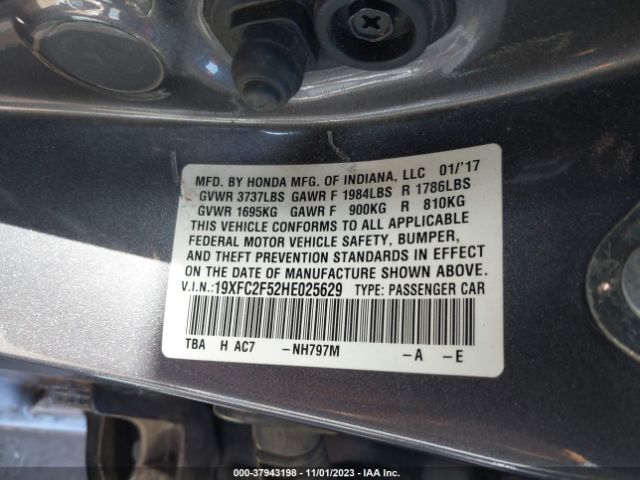 MFD. BY HONDA MFG. OF INDIANA, LLC 01/'17
GVWR 3737LBS GAWR F 1984LBS R 1786LBS
GVWR 1695KG GAWR F 900KG R 810KG
THIS VEHICLE CONFORMS TO ALL APPLICABLE
FEDERAL MOTOR VEHICLE SAFETY, BUMPER,
AND THEFT PREVENTION STANDARDS IN EFFECT
ON THE DATE OF MANUFACTURE SHOWN ABOVE.
V.I.N.:19XFC2F52HE025629 TYPE: PASSENGER CAR
TBA H AC7 -NH797M -A -E
000-37943198 - 11/01/2023 - IAA Inc.